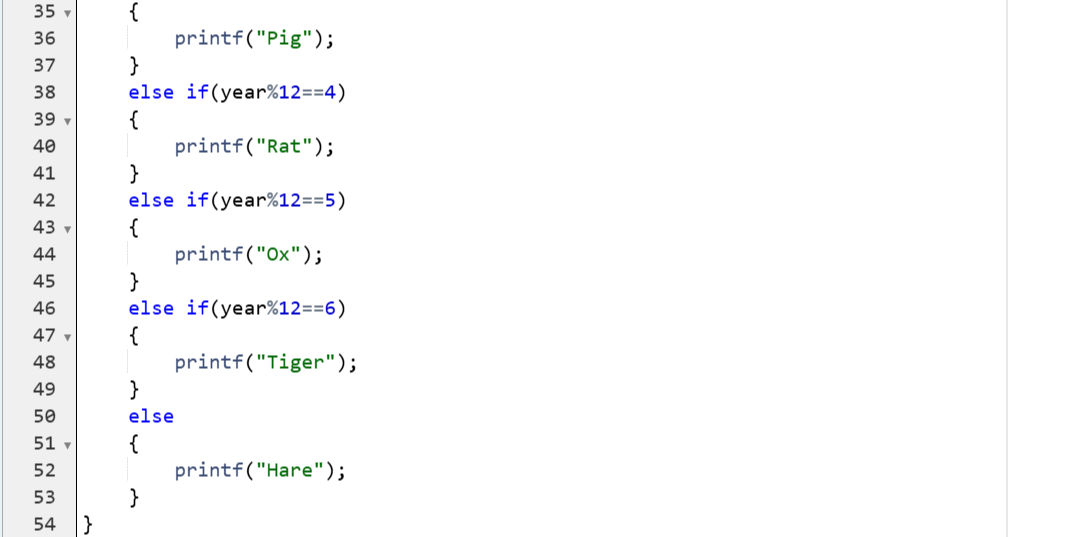 35 {
36 printf("Pig");
37 }
38 else if(year%12==4)
39 {
40 printf("Rat");
41 }
42 else if(year%12==5)
43 {
44 printf("Ox");
45 }
46 else if(year%12==6)
47 {
48 printf("Tiger");
49 }
50 else
51 {
52 printf("Hare");
53 }
54 }